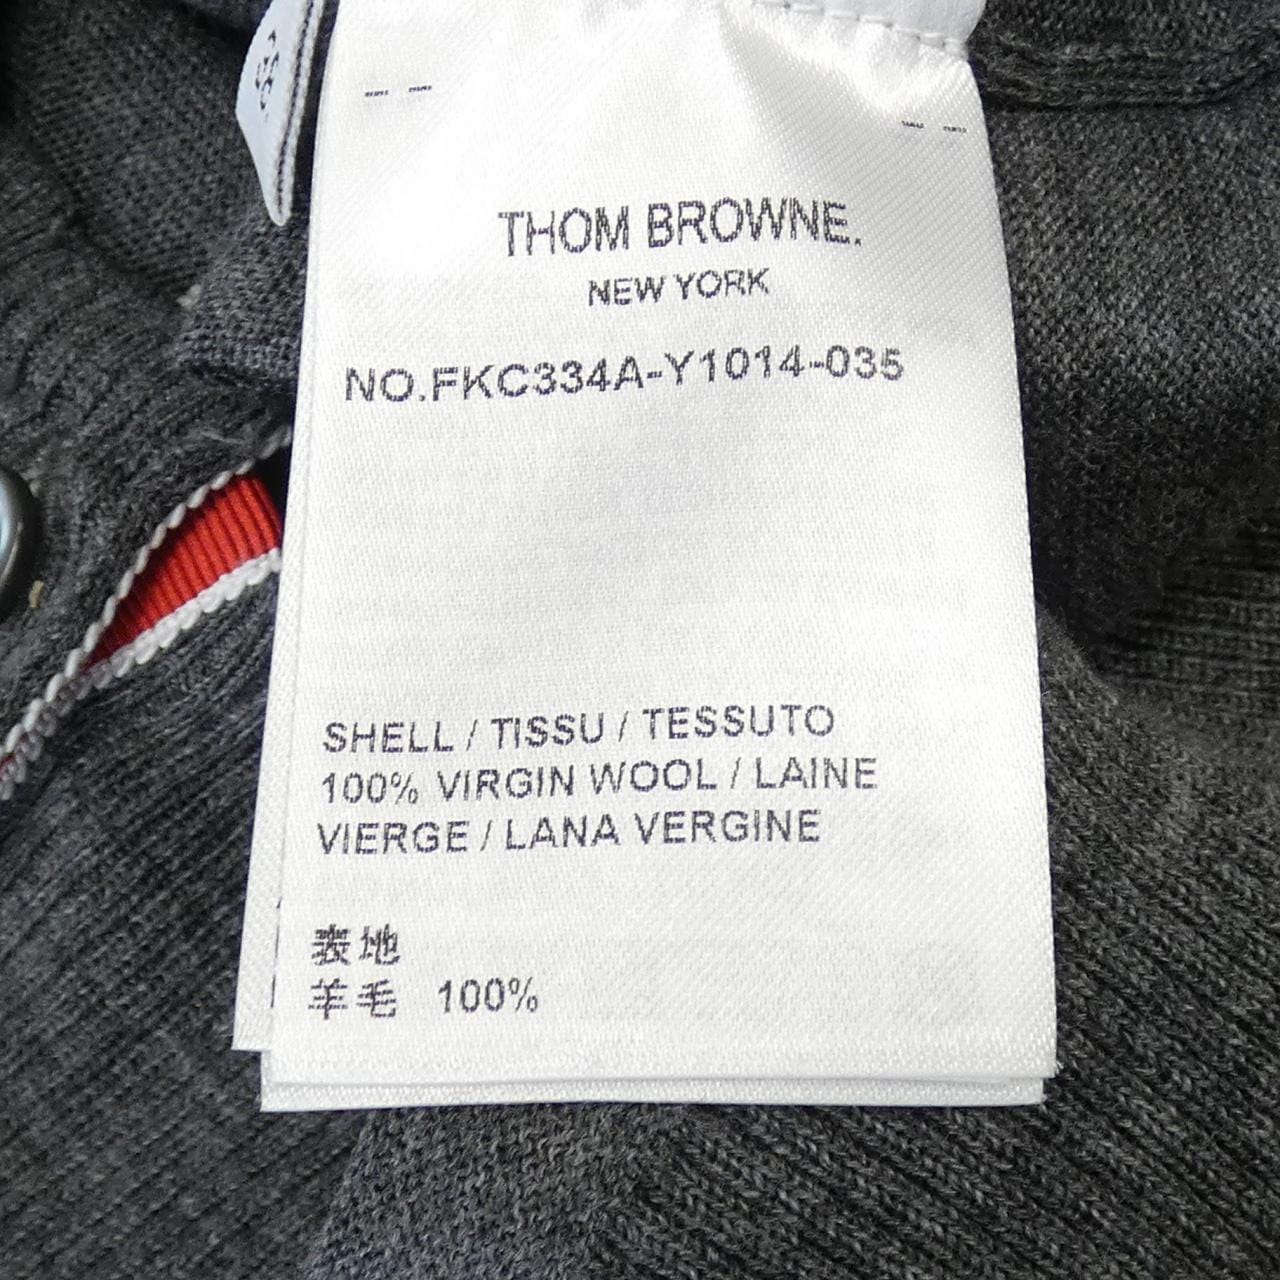 THOM BROWNE.
NEW YORK
NO.FKC334A-Y1014-035
SHELL / TISSU / TESSUTO
100% VIRGIN WOOL / LAINE
VIERGE / LANA VERGINE
表地
羊毛 100%